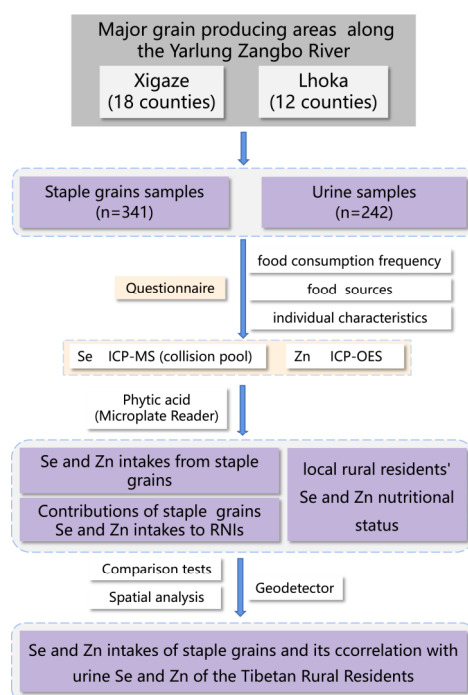 Major grain producing areas along
the Yarlung Zangbo River
Xigaze
(18 counties)
Lhoka
(12 counties)
Staple grains samples
(n=341)
Urine samples
(n=242)
food consumption frequency
Questionnaire
food sources
individual characteristics
Se ICP-MS (collision pool)
Zn ICP-OES
Phytic acid
(Microplate Reader)
Se and Zn intakes from staple
grains
Contributions of staple grains
Se and Zn intakes to RNIs
local rural residents'
Se and Zn nutritional
status
Comparison tests
Spatial analysis
Geodetector
Se and Zn intakes of staple grains and its ccorrelation with
urine Se and Zn of the Tibetan Rural Residents